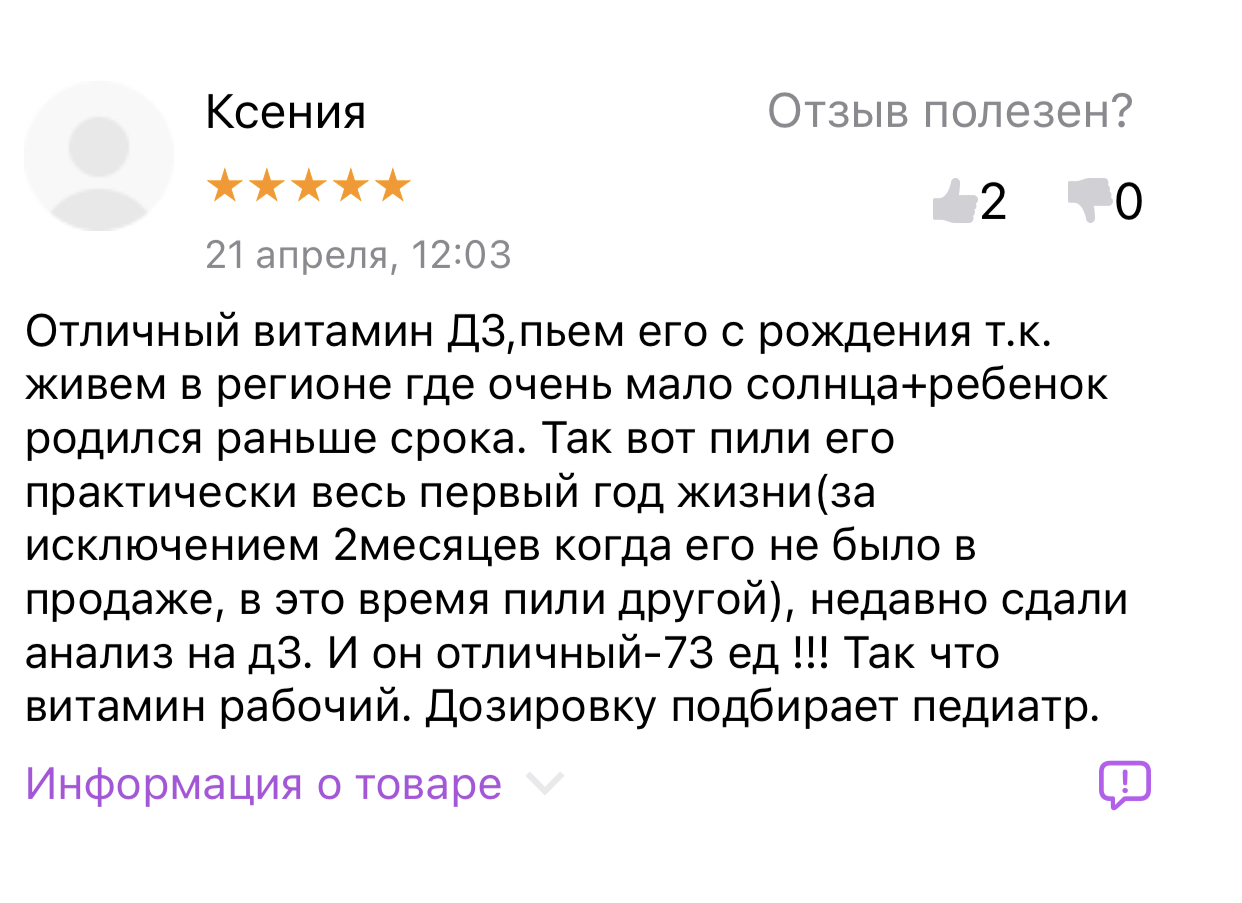 Ксения
Отзыв полезен?
2
0
21 апреля, 12:03
Отличный витамин Д3,пьем его с рождения т.к.
живем в регионе где очень мало солнца+ребенок
родился раньше срока. Так вот пили его
практически весь первый год жизни(за
исключением 2месяцев когда его не было в
продаже, в это время пили другой), недавно сдали
анализ на д3. И он отличный-73 ед !!! Так что
витамин рабочий. Дозировку подбирает педиатр.
Информация о товаре